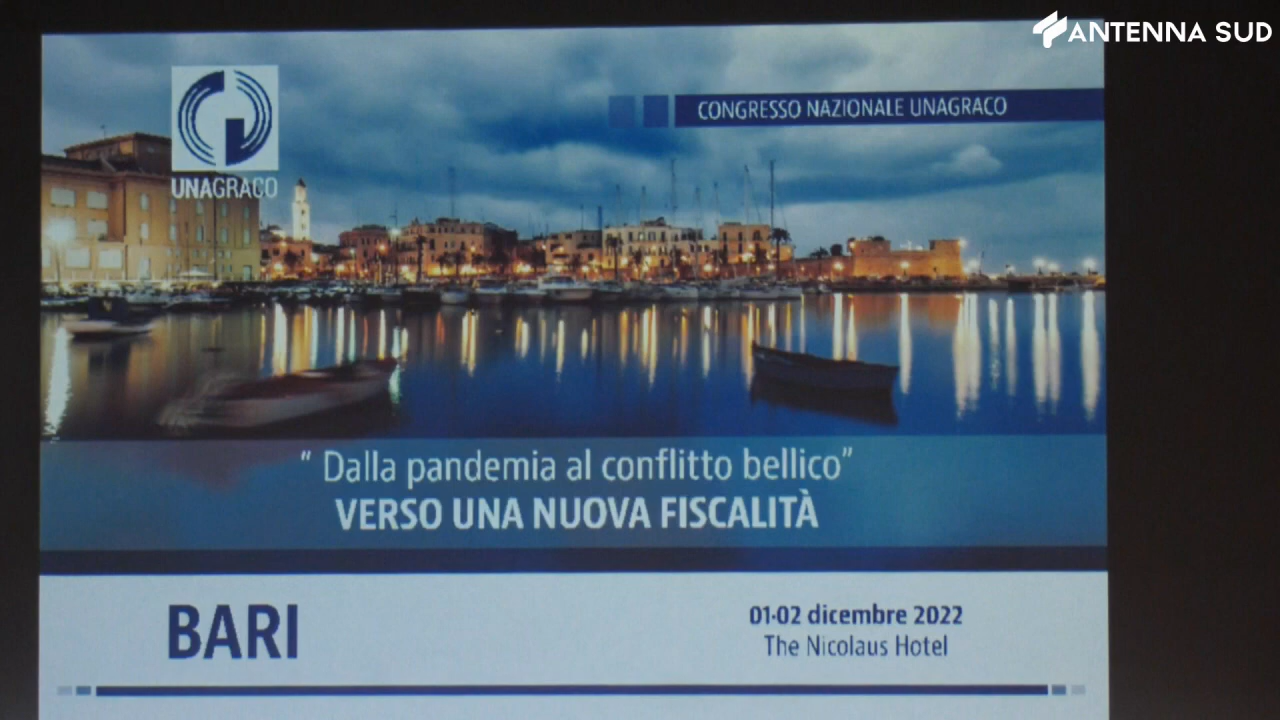 ANTENNA SUD
CONGRESSO NAZIONALE UNAGRACO
UNAGRACO
“ Dalla pandemia al conflitto bellico”
VERSO UNA NUOVA FISCALITÀ
BARI
01-02 dicembre 2022
The Nicolaus Hotel